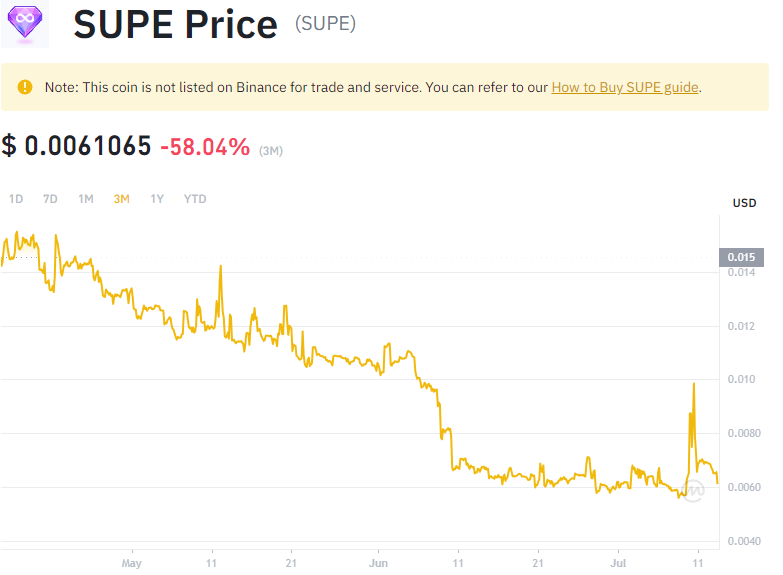 SUPE Price (SUPE)
Note: This coin is not listed on Binance for trade and service. You can refer to our How to Buy SUPE guide.
$ 0.0061065 -58.04% (3M)
1D 7D 1M 3M 1Y YTD
USD
0.015
0.014
0.012
0.010
0.0080
0.0060
0.0040
May 11 21 Jun 11 21 Jul 11